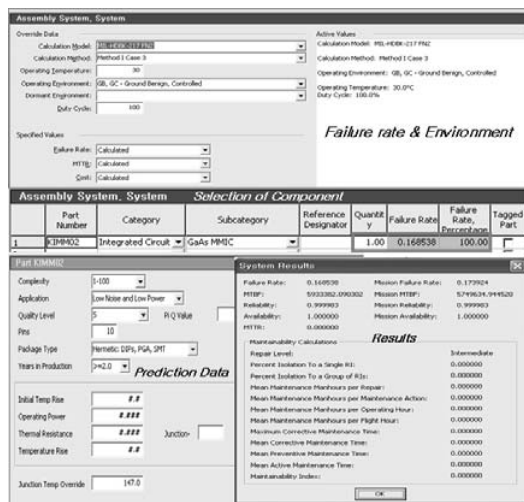 Assembly System, System
Override Data
Active Values
Calculation Model: MIL-HDBK-217 FN2
Calculation Model: MIL-HDBK-217 FN2
Calculation Method: Method I Case 3
Calculation Method: Method I Case 3
Operating Temperature: 30
Operating Environment: GB, GC - Ground Benign, Controlled
Operating Environment: GB, GC - Ground Benign, Controlled
Dormant Environment:
Operating Temperature: 30.0°C
Duty Cycle: 100
Duty Cycle: 100.0%
Failure rate & Environment
Specified Values
Failure Rate: Calculated
MTTR: Calculated
Cost: Calculated
Assembly System, System Selection of Component
Part Number Category Subcategory Reference Designator Quantity Failure Rate Failure Rate, Percentage Tagged Part
1 KIMM02 Integrated Circuit GaAs MMIC 1.00 0.168538 100.00
Part KIMM02
Complexity 1-100
Application Low Noise and Low Power
Quality Level S Pi Q Value
Pins 10
Package Type Hermetic: DIPs, PGA, SMT
Years in Production >=2.0
Prediction Data
Initial Temp Rise #.#
Operating Power #.###
Thermal Resistance #.### Junction-
Temperature Rise #.#
Junction Temp Override 147.0
System Results
Failure Rate: 0.168538 Mission Failure Rate: 0.173924
MTBF: 5933382.090302 Mission MTBF: 5749634.944520
Reliability: 0.999983 Mission Reliability: 0.999983
Availability: 1.000000 Mission Availability: 1.000000
MTTR: 0.000000
Results
Maintainability Calculations
Repair Level: Intermediate
Percent Isolation To a Single RI: 0.000000
Percent Isolation To a Group of RIs: 0.000000
Mean Maintenance Manhours per Repair: 0.000000
Mean Maintenance Manhours per Maintenance Action: 0.000000
Mean Maintenance Manhours per Operating Hour: 0.000000
Mean Maintenance Manhours per Flight Hour: 0.000000
Maximum Corrective Maintenance Time: 0.000000
Mean Corrective Maintenance Time: 0.000000
Mean Preventive Maintenance Time: 0.000000
Mean Active Maintenance Time: 0.000000
Maintainability Index: 0.000000
OK